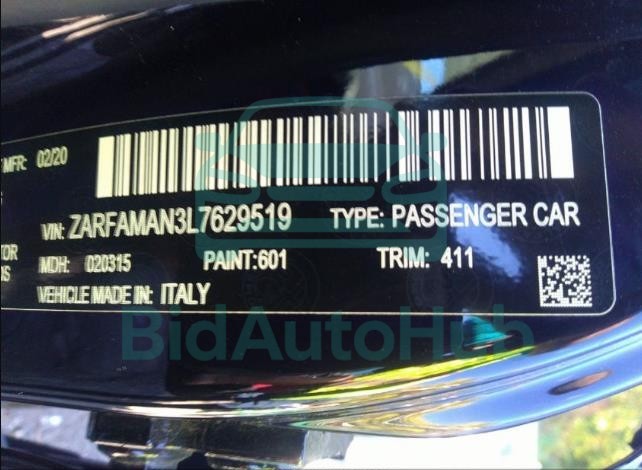 MFR: 02/20
VIN: ZARFAMAN3L7629519 TYPE: PASSENGER CAR
MDH: 020315 PAINT:601 TRIM: 411
VEHICLE MADE IN: ITALY
BidAutoHub